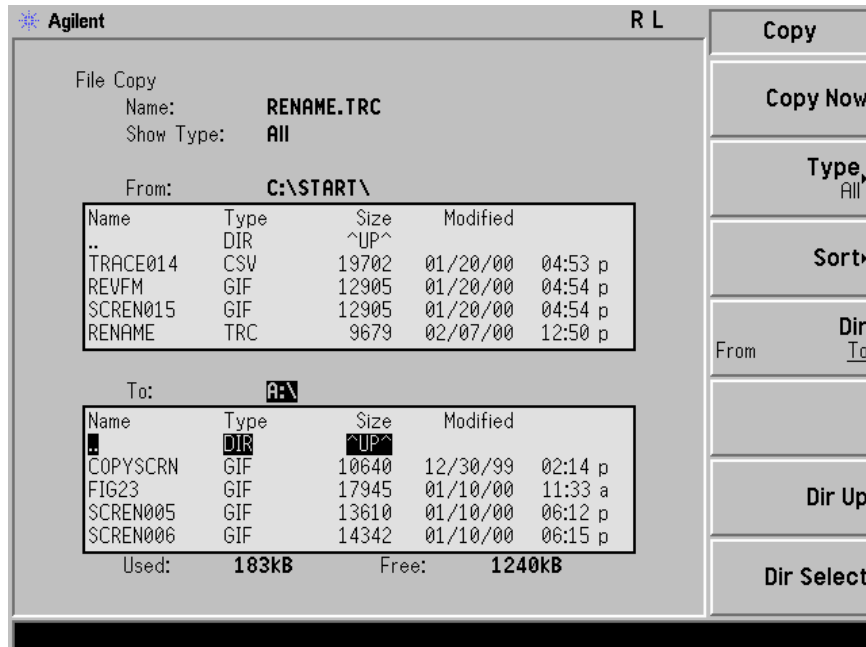 Agilent R L
File Copy
Name: RENAME.TRC
Show Type: All
From: C:\START\
Name Type Size Modified
.. DIR ^UP^
TRACE014 CSV 19702 01/20/00 04:53 p
REVFM GIF 12905 01/20/00 04:54 p
SCREN015 GIF 12905 01/20/00 04:54 p
RENAME TRC 9679 02/07/00 12:50 p
To: A:\
Name Type Size Modified
.. DIR ^UP^
COPYSCRN GIF 10640 12/30/99 02:14 p
FIG23 GIF 17945 01/10/00 11:33 a
SCREN005 GIF 13610 01/10/00 06:12 p
SCREN006 GIF 14342 01/10/00 06:15 p
Used: 183kB Free: 1240kB
Copy
Copy Now
Type
All
Sort
Dir
From To
Dir Up
Dir Select